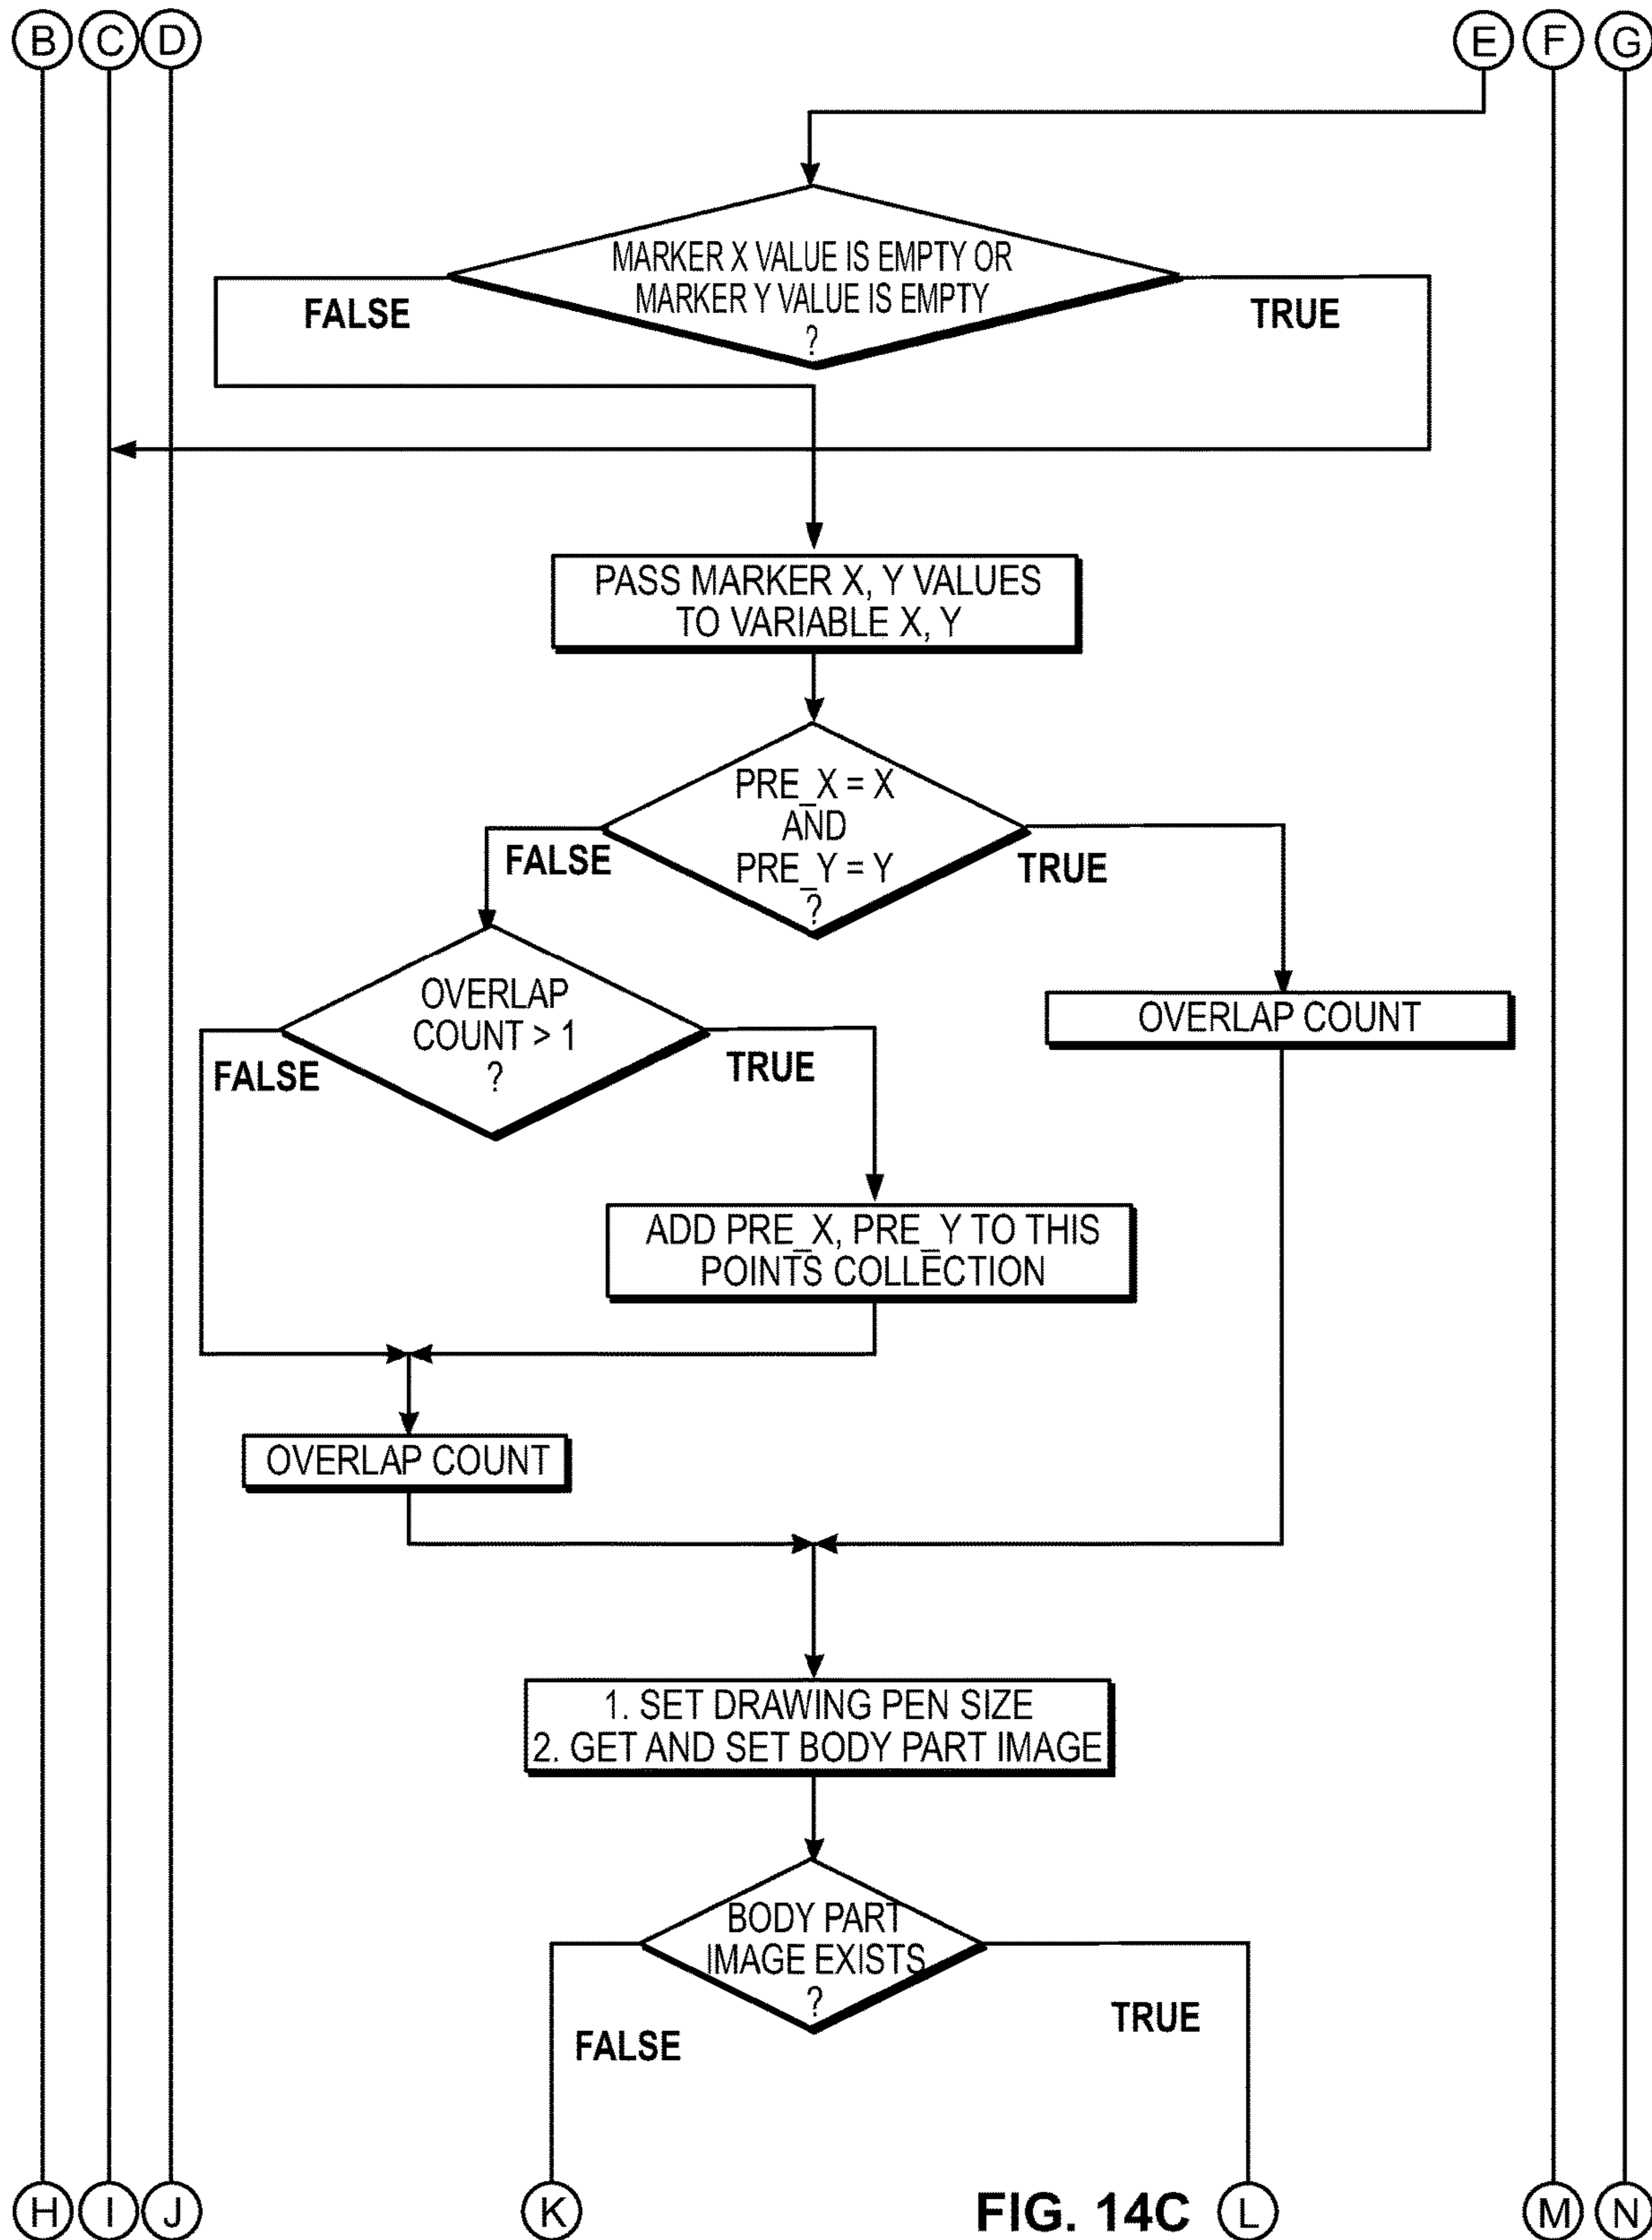 B C D E F G
MARKER X VALUE IS EMPTY OR
MARKER Y VALUE IS EMPTY
?
FALSE
TRUE
PASS MARKER X, Y VALUES
TO VARIABLE X, Y
PRE_X = X
AND
PRE_Y = Y
?
FALSE
TRUE
OVERLAP
COUNT > 1
?
FALSE
TRUE
OVERLAP COUNT
ADD PRE_X, PRE_Y TO THIS
POINTS COLLECTION
OVERLAP COUNT
1. SET DRAWING PEN SIZE
2. GET AND SET BODY PART IMAGE
BODY PART
IMAGE EXISTS
?
FALSE
TRUE
H I J K FIG. 14C L M N